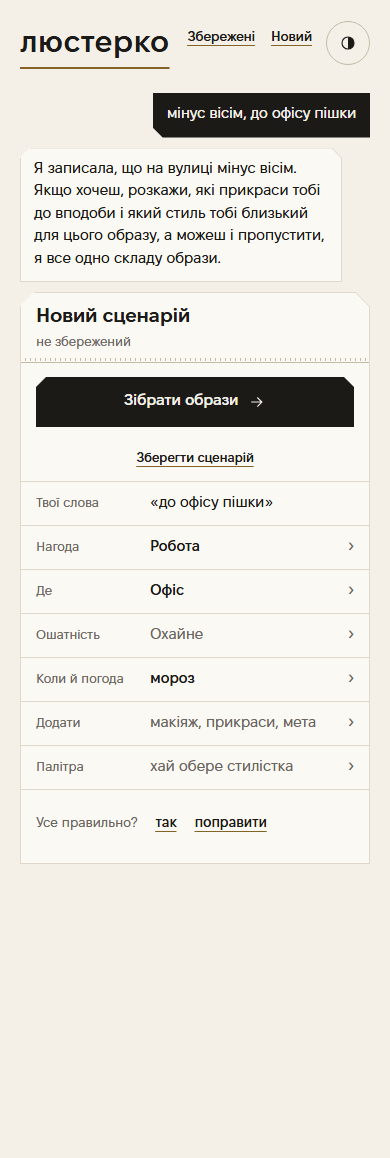 люстерко
Збережені Новий
мінус вісім, до офісу пішки
Я записала, що на вулиці мінус вісім.
Якщо хочеш, розкажи, які прикраси тобі
до вподоби і який стиль тобі близький
для цього образу, а можеш і пропустити,
я все одно складу образи.
Новий сценарій
не збережений
Зібрати образи →
Зберегти сценарій
Твої слова «до офісу пішки»
Нагода Робота ›
Де Офіс ›
Ошатність Охайне ›
Коли й погода мороз ›
Додати макіяж, прикраси, мета ›
Палітра хай обере стилістка ›
Усе правильно? так поправити